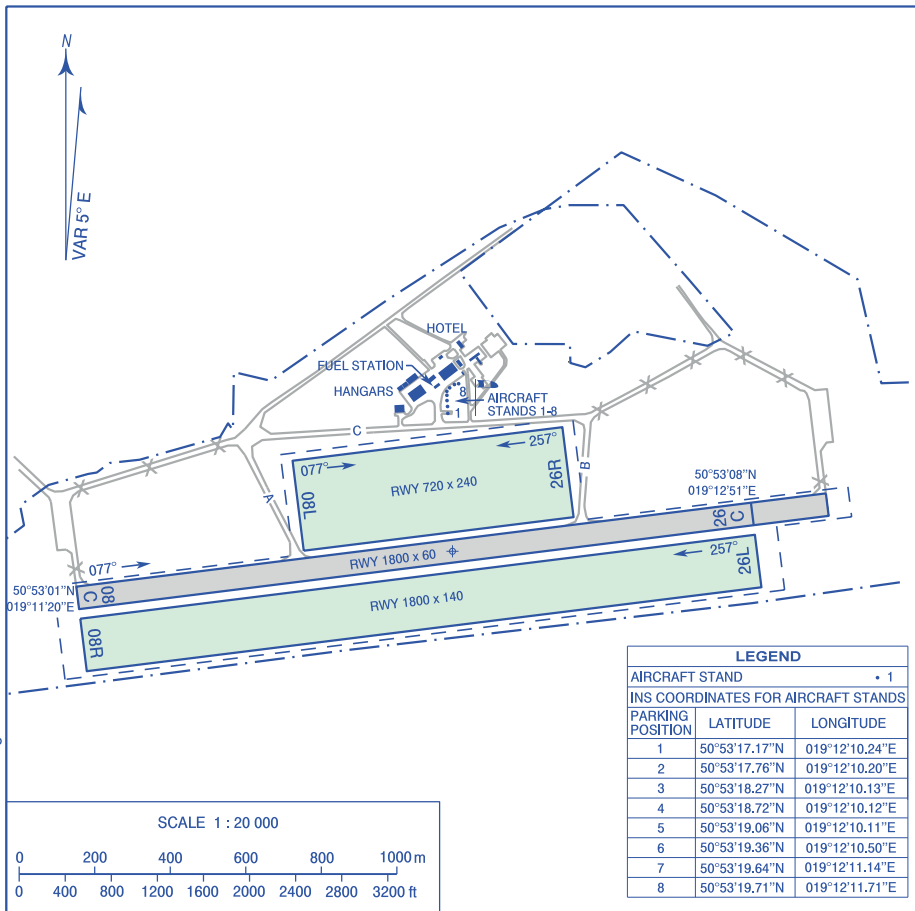 N
VAR 5° E
HOTEL
FUEL STATION
HANGARS
8
AIRCRAFT
STANDS 1-8
1
C
077°
257°
RWY 720 x 240
08L
26R
A
B
50°53'08"N
019°12'51"E
26
C
077°
RWY 1800 x 60
257°
50°53'01"N
019°11'20"E
08
C
26L
RWY 1800 x 140
08R
LEGEND
AIRCRAFT STAND • 1
INS COORDINATES FOR AIRCRAFT STANDS
PARKING POSITION LATITUDE LONGITUDE
1 50°53'17.17"N 019°12'10.24"E
2 50°53'17.76"N 019°12'10.20"E
3 50°53'18.27"N 019°12'10.13"E
4 50°53'18.72"N 019°12'10.12"E
5 50°53'19.06"N 019°12'10.11"E
6 50°53'19.36"N 019°12'10.50"E
7 50°53'19.64"N 019°12'11.14"E
8 50°53'19.71"N 019°12'11.71"E
SCALE 1 : 20 000
0 200 400 600 800 1000 m
0 400 800 1200 1600 2000 2400 2800 3200 ft